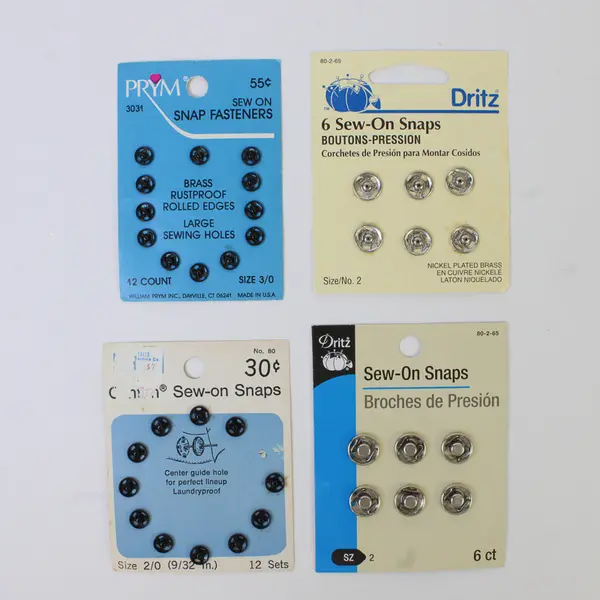 PRYM®
3031
55¢
SEW ON
SNAP FASTENERS
BRASS
RUSTPROOF
ROLLED EDGES
LARGE
SEWING HOLES
12 COUNT
SIZE 3/0
WILLIAM PRYM INC., DAYVILLE, CT 06241
MADE IN U.S.A.
80-2-65
Dritz®
6 Sew-On Snaps
BOUTONS-PRESSION
Corchetes de Presión para Montar Cosidos
NICKEL PLATED BRASS
EN CUIVRE NICKELÉ
LATON NIQUELADO
Size/No. 2
No. 80
30¢
® Sew-on Snaps
Center guide hole
for perfect lineup
Laundryproof
Size 2/0 (9/32 in.)
12 Sets
Dritz
80-2-65
Sew-On Snaps
Broches de Presión
SZ 2
6 ct